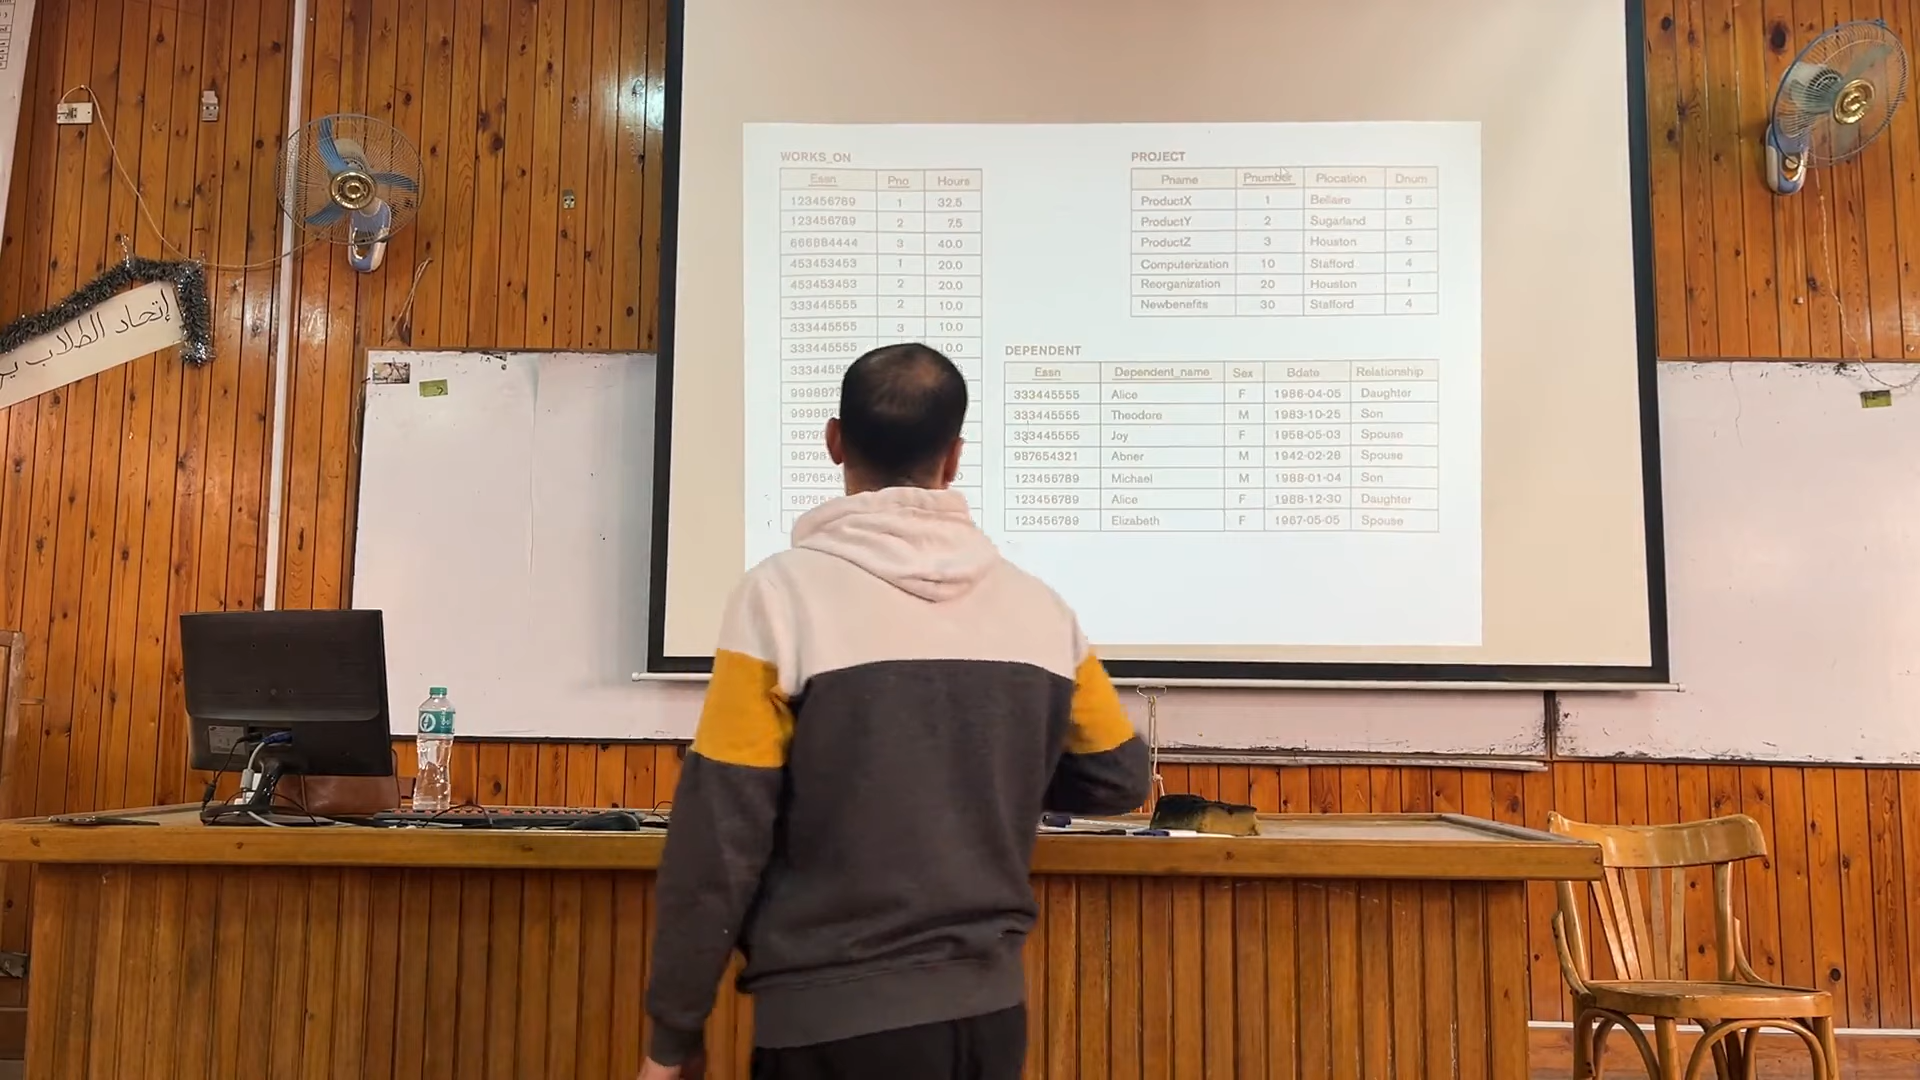 WORKS_ON
Essn Pno Hours
123456789 1 32.5
123456789 2 7.5
666884444 3 40.0
453453453 1 20.0
453453453 2 20.0
333445555 2 10.0
333445555 3 10.0
333445555
PROJECT
Pname Pnumber Plocation Dnum
ProductX 1 Bellaire 5
ProductY 2 Sugarland 5
ProductZ 3 Houston 5
Computerization 10 Stafford 4
Reorganization 20 Houston 1
Newbenefits 30 Stafford 4
DEPENDENT
Essn Dependent_name Sex Bdate Relationship
333445555 Alice F 1986-04-05 Daughter
333445555 Theodore M 1983-10-25 Son
333445555 Joy F 1958-05-03 Spouse
987654321 Abner M 1942-02-28 Spouse
123456789 Michael M 1988-01-04 Son
123456789 Alice F 1988-12-30 Daughter
123456789 Elizabeth F 1967-05-05 Spouse
إتحاد الطلاب